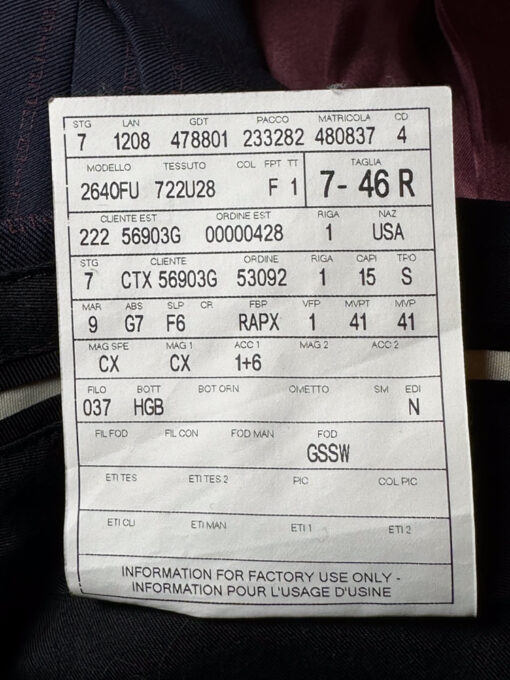 STG LAN GDT PACCO MATRICOLA CD
7 1208 478801 233282 480837 4
MODELLO TESSUTO COL FPT TT TAGLIA
2640FU 722U28 F 1 7- 46 R
CLIENTE EST ORDINE EST RIGA NAZ
222 56903G 00000428 1 USA
STG CLIENTE ORDINE RIGA CAPI TPO
7 CTX 56903G 53092 1 15 S
MAR ABS SLP CR FBP VFP MVPT MVP
9 G7 F6 RAPX 1 41 41
MAG SPE MAG 1 ACC 1 MAG 2 ACC 2
CX CX 1+6
FILO BOTT BOT ORN OMETTO SM EDI
037 HGB N
FIL FOD FIL CON FOD MAN FOD
GSSW
ETI TES ETI TES 2 PIC COL PIC
ETI CLI ETI MAN ETI 1 ETI 2
INFORMATION FOR FACTORY USE ONLY -
INFORMATION POUR L'USAGE D'USINE